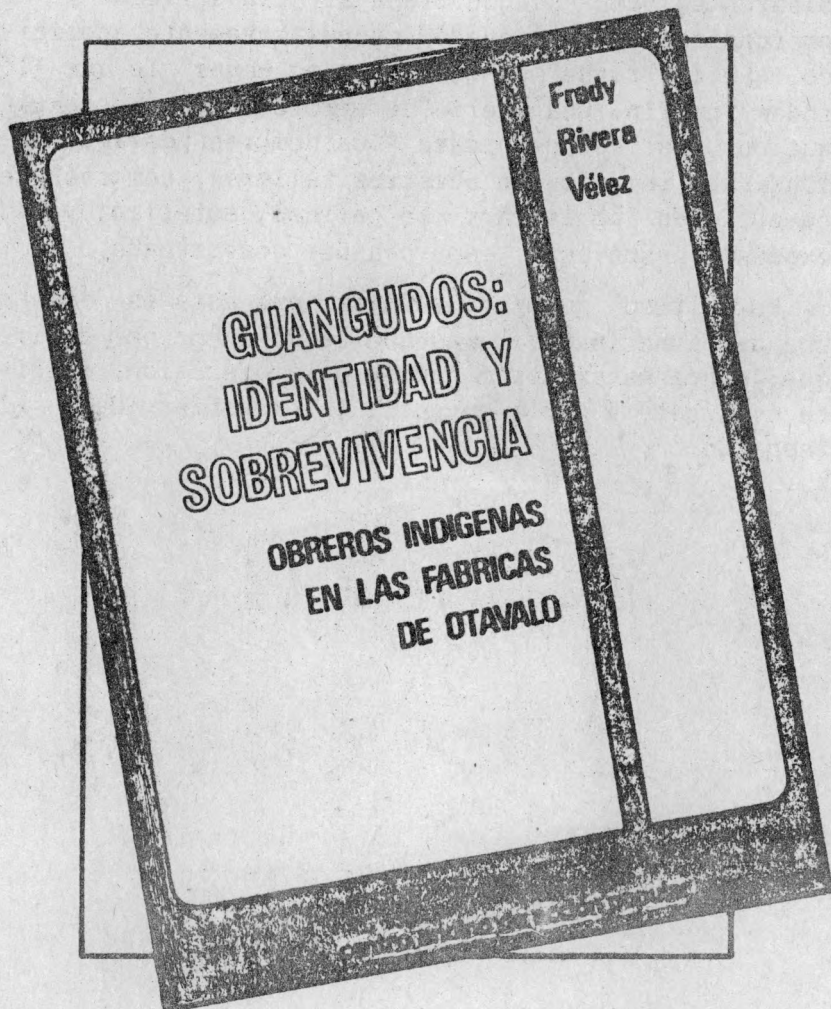 Fredy
Rivera
Vélez
GUANGUDOS:
IDENTIDAD Y
SOBREVIVENCIA
OBREROS INDIGENAS
EN LAS FABRICAS
DE OTAVALO